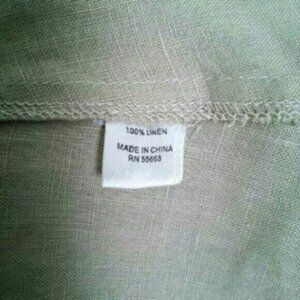 100% LINEN
MADE IN CHINA
RN 55663